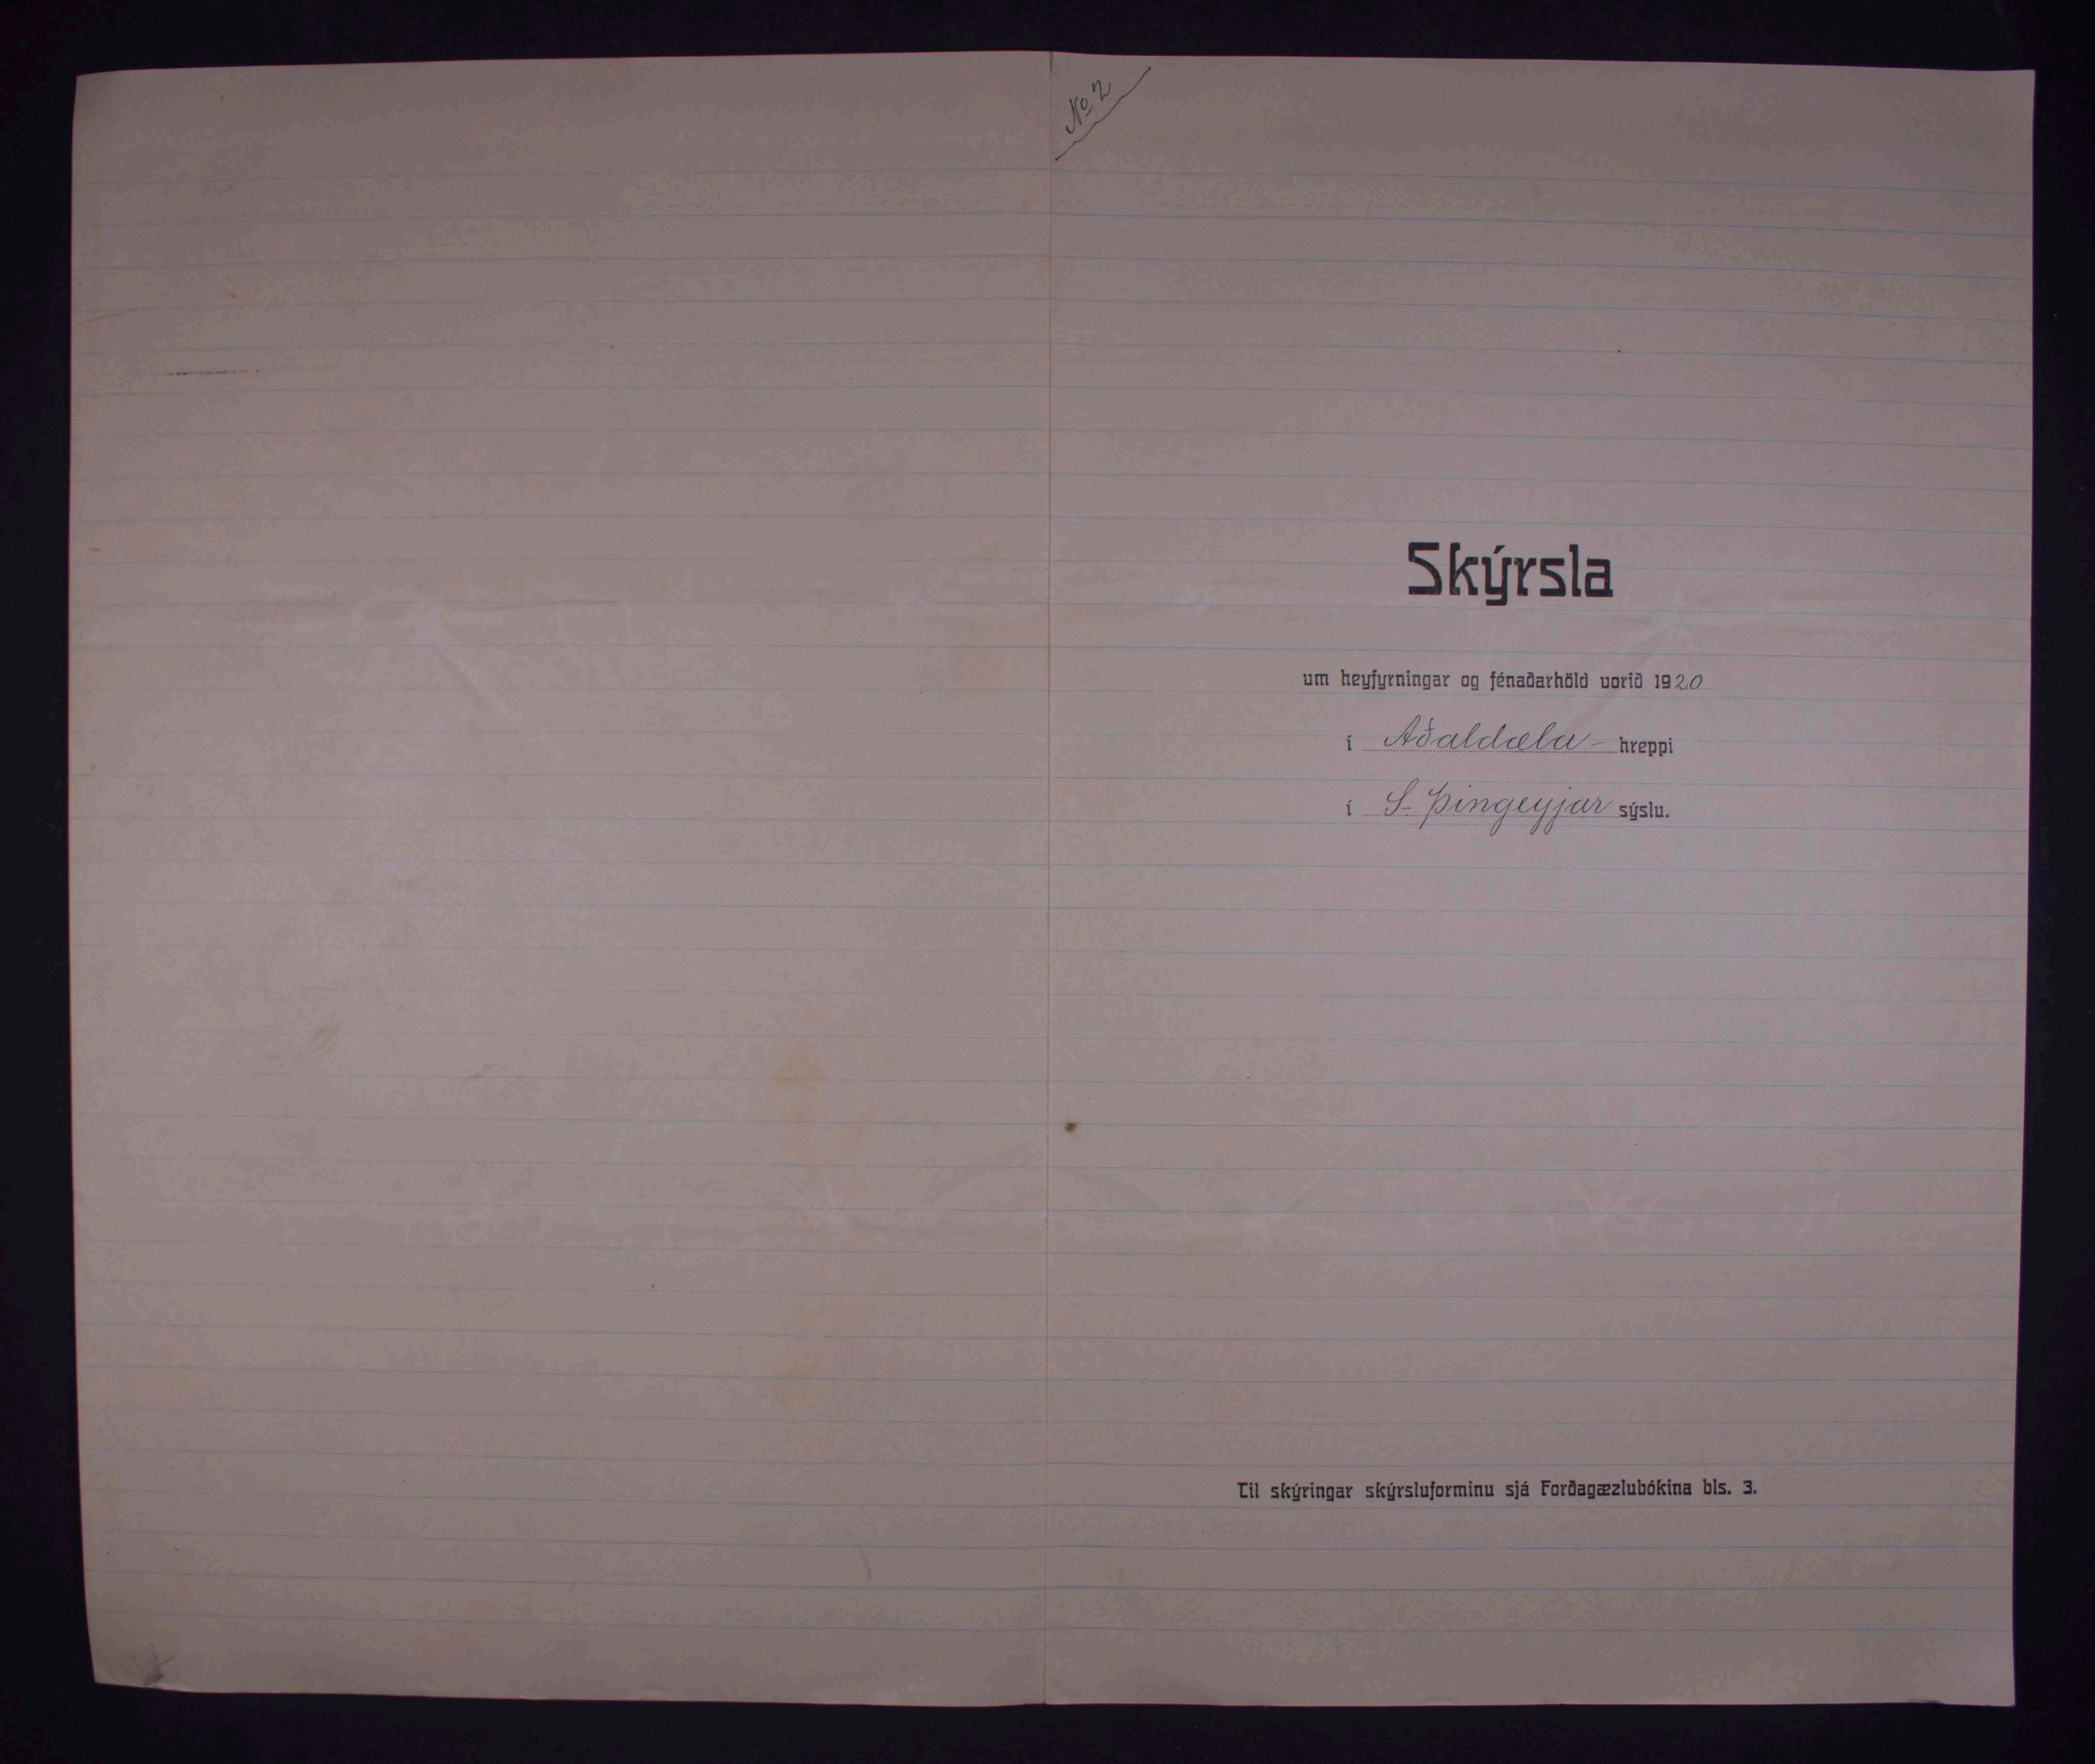 No 2
Skýrsla
um heyfyrningar og fénaðarhöld vorið 1920
í Aðaldæla- hreppi
í S- Þingeyjar sýslu.
Til skýringar skýrsluforminu sjá Forðagæzlubókina bls. 3.